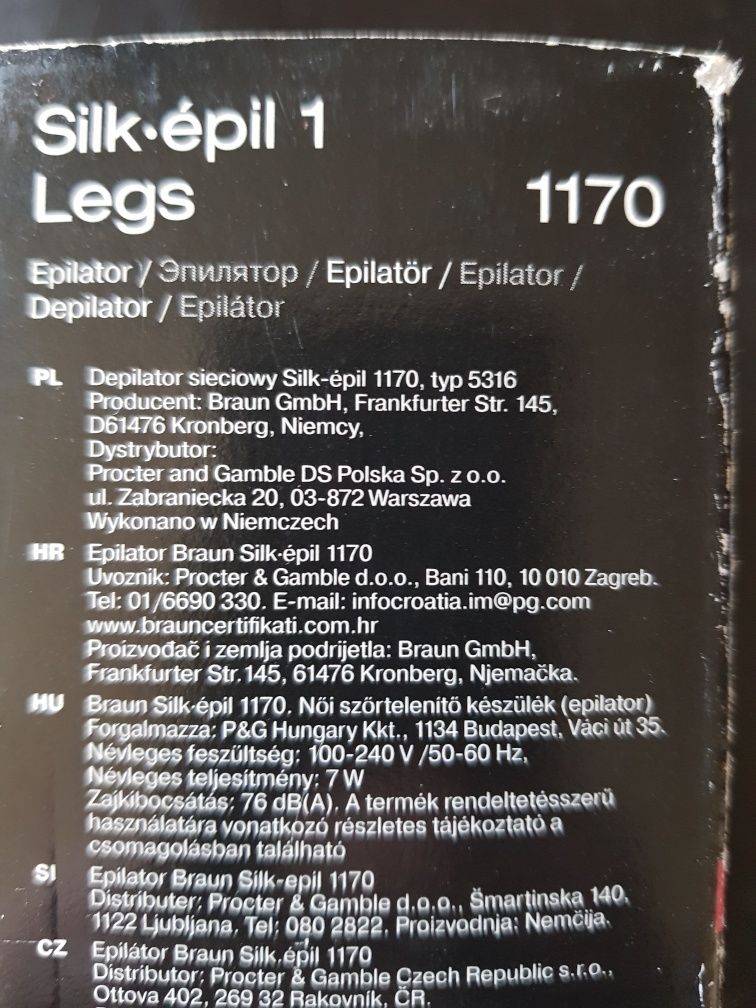 Silk·épil 1
Legs 1170
Epilator / Эпилятор / Epilatör / Epilator /
Depilator / Epilátor
PL Depilator sieciowy Silk-épil 1170, typ 5316
Producent: Braun GmbH, Frankfurter Str. 145,
D61476 Kronberg, Niemcy,
Dystrybutor:
Procter and Gamble DS Polska Sp. z o.o.
ul. Zabraniecka 20, 03-872 Warszawa
Wykonano w Niemczech
HR Epilator Braun Silk·épil 1170
Uvoznik: Procter & Gamble d.o.o., Bani 110, 10 010 Zagreb.
Tel: 01/6690 330. E-mail: infocroatia.im@pg.com
www.brauncertifikati.com.hr
Proizvođač i zemlja podrijetla: Braun GmbH,
Frankfurter Str.145, 61476 Kronberg, Njemačka.
HU Braun Silk·épil 1170. Női szőrtelenítő készülék (epilator)
Forgalmazza: P&G Hungary Kkt., 1134 Budapest, Váci út 35.
Névleges feszültség: 100-240 V /50-60 Hz,
Névleges teljesítmény: 7 W
Zajkibocsátás: 76 dB(A). A termék rendeltetésszerű
használatára vonatkozó részletes tájékoztató a
csomagolásban található
SI Epilator Braun Silk-epil 1170
Distributer: Procter & Gamble d.o.o., Šmartinska 140,
1122 Ljubljana. Tel: 080 2822. Proizvodnja: Nemčija.
CZ Epilátor Braun Silk.épil 1170
Distributor: Procter & Gamble Czech Republic s.r.o.,
Ottova 402, 269 32 Rakovník, ČR.